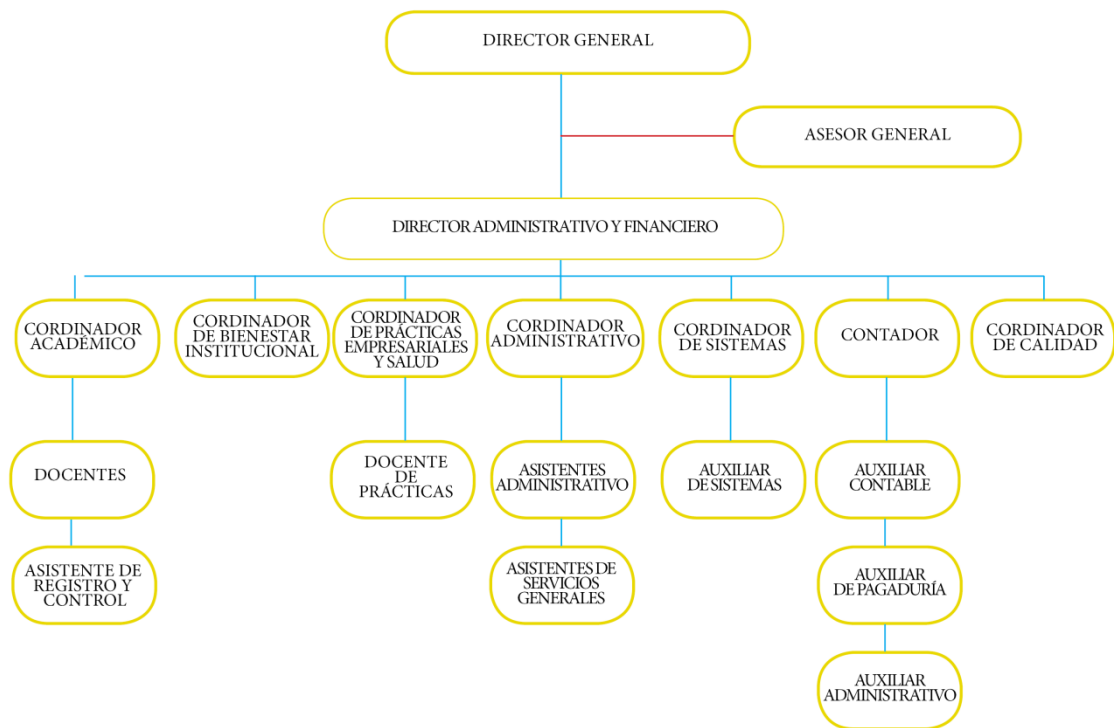 DIRECTOR GENERAL
ASESOR GENERAL
DIRECTOR ADMINISTRATIVO Y FINANCIERO
CORDINADOR
ACADÉMICO
CORDINADOR
DE BIENESTAR
INSTITUCIONAL
CORDINADOR
DE PRÁCTICAS
EMPRESARIALES
Y SALUD
CORDINADOR
ADMINISTRATIVO
CORDINADOR
DE SISTEMAS
CONTADOR
CORDINADOR
DE CALIDAD
DOCENTES
DOCENTE
DE
PRÁCTICAS
ASISTENTES
ADMINISTRATIVO
AUXILIAR
DE SISTEMAS
AUXILIAR
CONTABLE
ASISTENTE DE
REGISTRO Y
CONTROL
ASISTENTES DE
SERVICIOS
GENERALES
AUXILIAR
DE PAGADURÍA
AUXILIAR
ADMINISTRATIVO